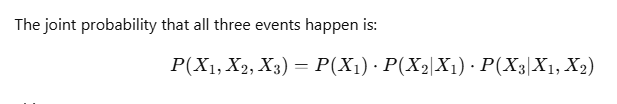 The joint probability that all three events happen is:
P(X₁, X₂, X₃) = P(X₁) · P(X₂|X₁) · P(X₃|X₁, X₂)